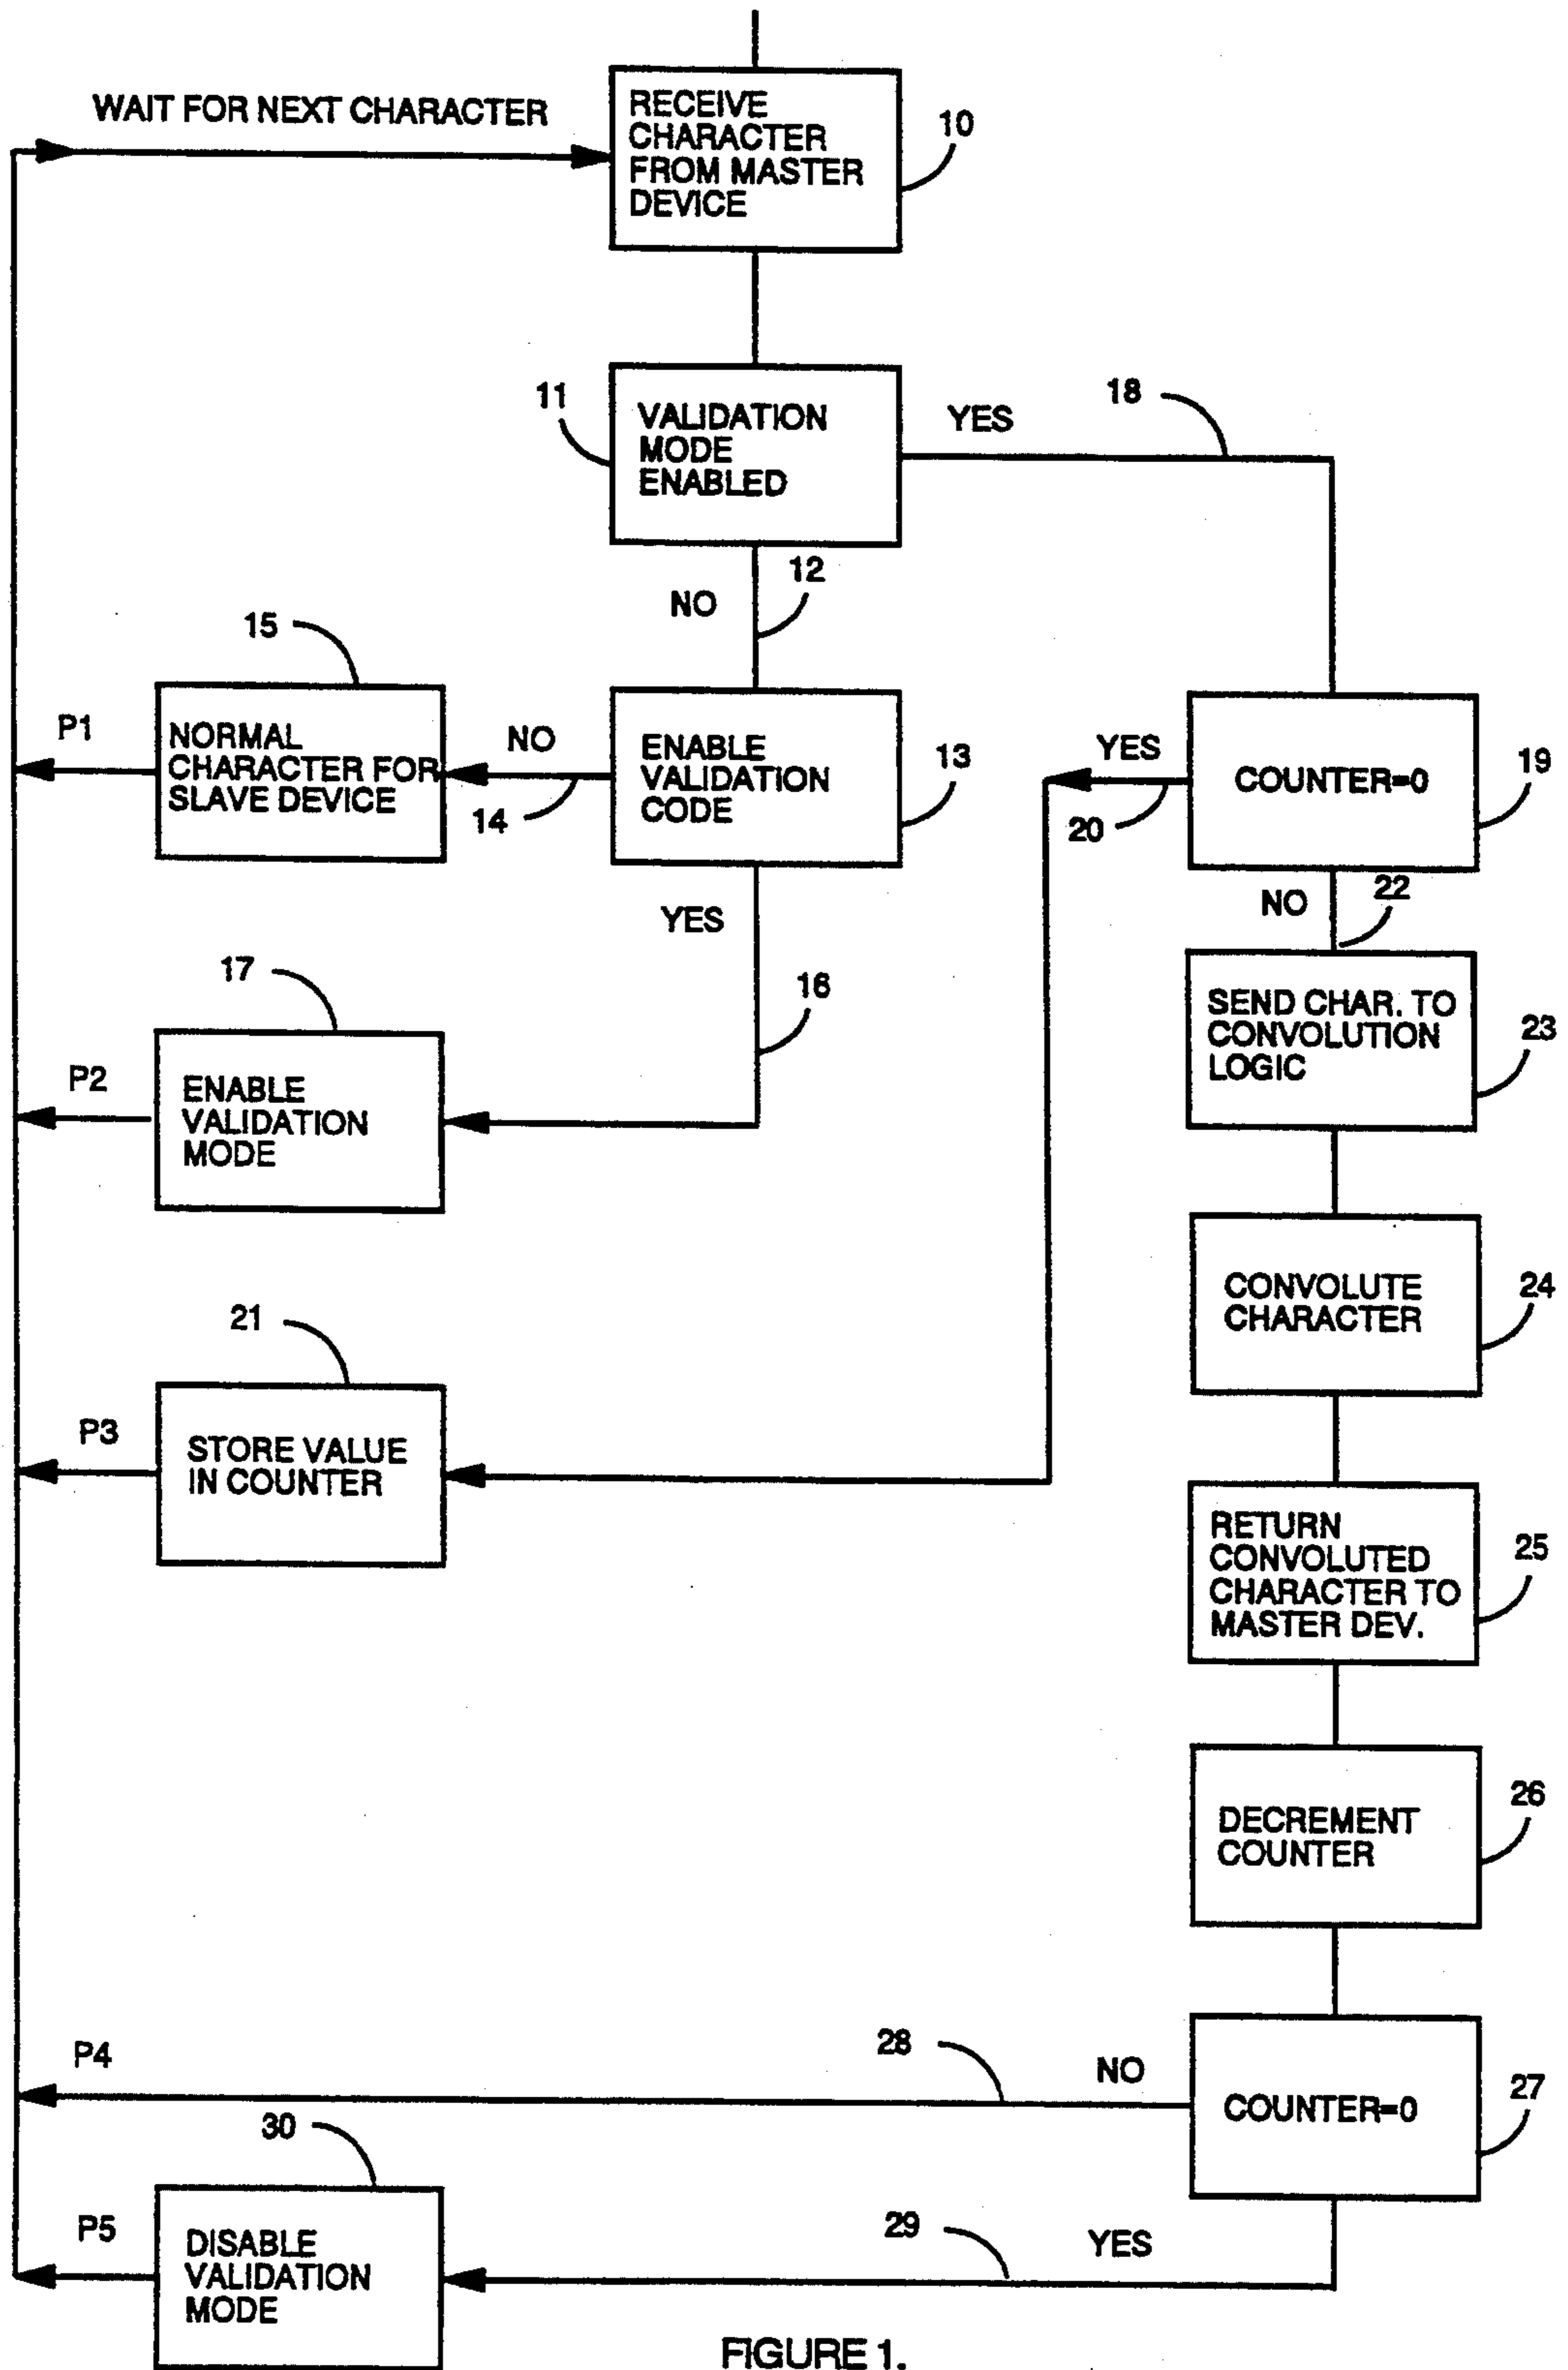 WAIT FOR NEXT CHARACTER
RECEIVE
CHARACTER
FROM MASTER
DEVICE
10
11
VALIDATION
MODE
ENABLED
YES
18
NO
12
15
P1
NORMAL
CHARACTER FOR
SLAVE DEVICE
NO
14
ENABLE
VALIDATION
CODE
13
YES
20
COUNTER=0
19
YES
16
NO
22
17
P2
ENABLE
VALIDATION
MODE
SEND CHAR. TO
CONVOLUTION
LOGIC
23
CONVOLUTE
CHARACTER
24
21
P3
STORE VALUE
IN COUNTER
RETURN
CONVOLUTED
CHARACTER TO
MASTER DEV.
25
DECREMENT
COUNTER
26
P4
28
NO
COUNTER=0
27
30
P5
DISABLE
VALIDATION
MODE
29
YES
FIGURE 1.